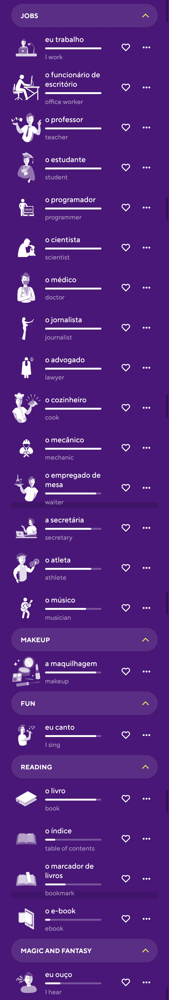 JOBS
eu trabalho
I work
o funcionário de
escritório
office worker
o professor
teacher
o estudante
student
o programador
IOIOI
programmer
o cientista
scientist
o médico
doctor
o jornalista
journalist
o advogado
lawyer
o cozinheiro
cook
o mecânico
mechanic
o empregado de
mesa
waiter
a secretária
secretary
o atleta
athlete
o músico
musician
MAKEUP
a maquilhagem
makeup
FUN
eu canto
I sing
READING
o livro
book
o índice
table of contents
o marcador de
livros
bookmark
o e-book
ebook
MAGIC AND FANTASY
eu ouço
I hear